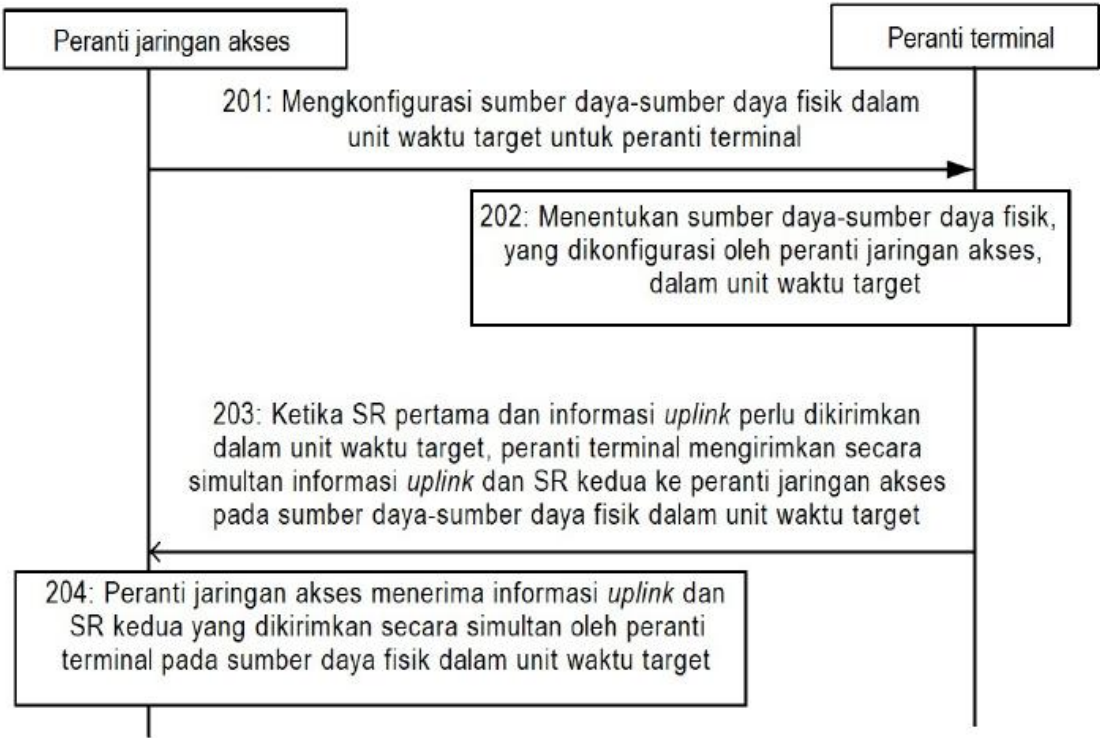 Peranti jaringan akses
Peranti terminal
201: Mengkonfigurasi sumber daya-sumber daya fisik dalam
unit waktu target untuk peranti terminal
202: Menentukan sumber daya-sumber daya fisik,
yang dikonfigurasi oleh peranti jaringan akses,
dalam unit waktu target
203: Ketika SR pertama dan informasi uplink perlu dikirimkan
dalam unit waktu target, peranti terminal mengirimkan secara
simultan informasi uplink dan SR kedua ke peranti jaringan akses
pada sumber daya-sumber daya fisik dalam unit waktu target
204: Peranti jaringan akses menerima informasi uplink dan
SR kedua yang dikirimkan secara simultan oleh peranti
terminal pada sumber daya fisik dalam unit waktu target